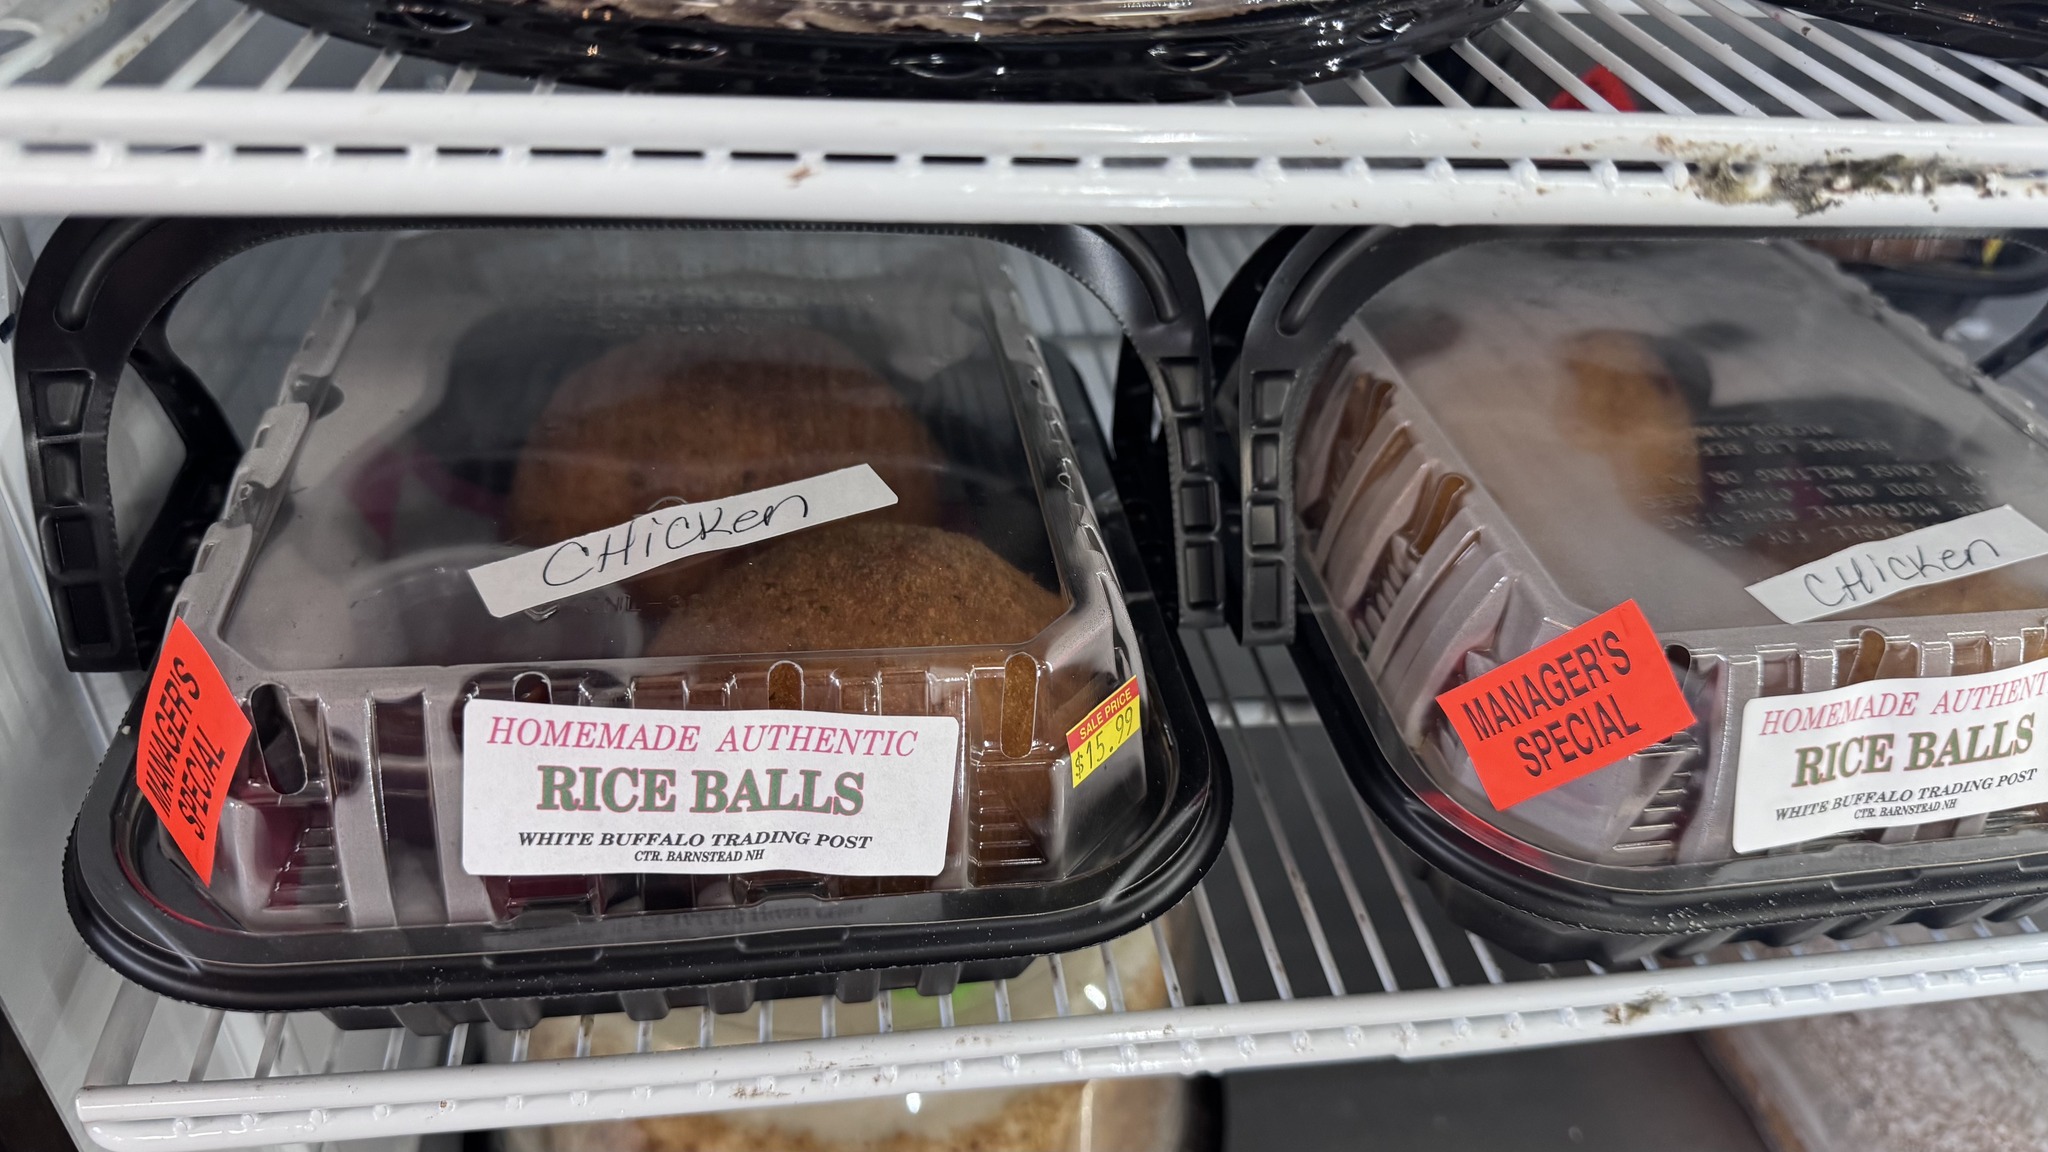 CHicken
MANAGER'S
SPECIAL
HOMEMADE AUTHENTIC
RICE BALLS
WHITE BUFFALO TRADING POST
CTR. BARNSTEAD NH
SALE PRICE
$15.99
CHicken
MANAGER'S
SPECIAL
HOMEMADE
RICE BALLS
WHITE BUFFALO TRADING POST
CTR. BARNSTEAD NH